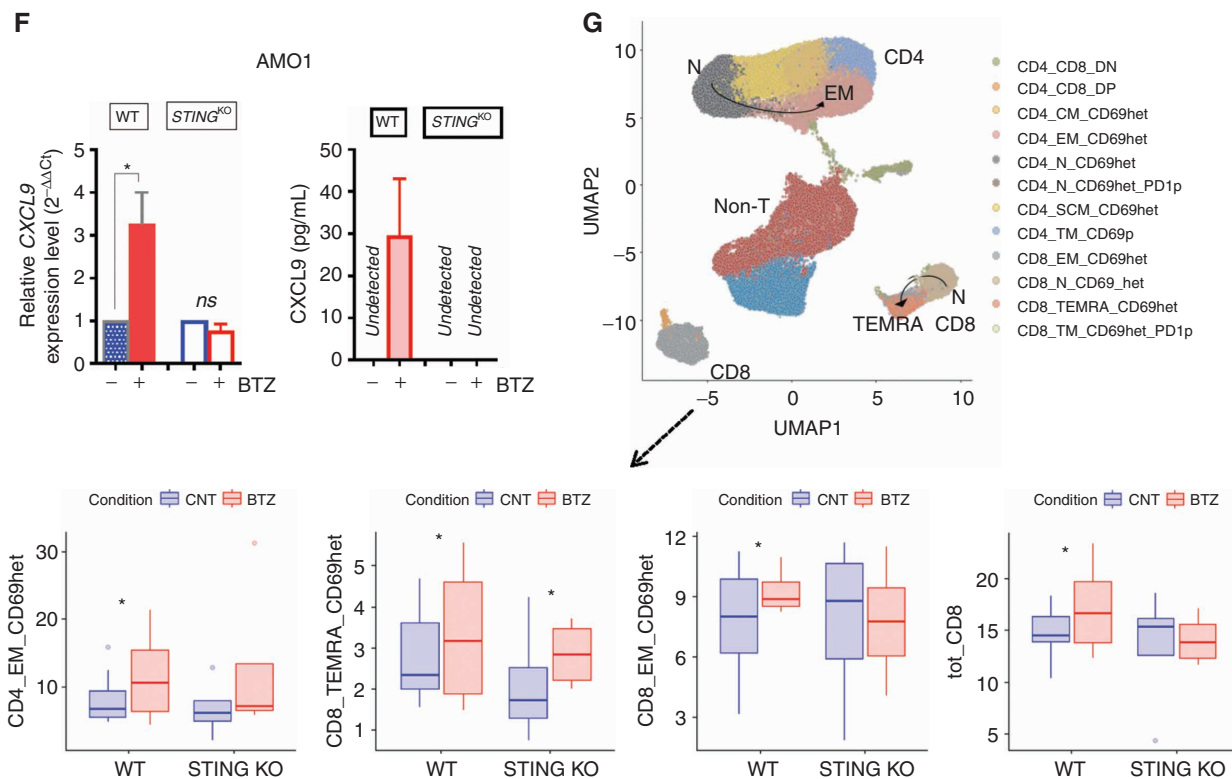 F
AMO1
WT
STING^KO
*
ns
Relative CXCL9
expression level (2^−ΔΔCt)
5
4
3
2
1
0
− + − + BTZ
WT
STING^KO
CXCL9 (pg/mL)
50
40
30
20
10
0
Undetected
Undetected
Undetected
− + − + BTZ
G
UMAP2
10
5
0
−5
−10
N
CD4
EM
Non-T
N
TEMRA CD8
CD8
−5 0 5 10
UMAP1
CD4_CD8_DN
CD4_CD8_DP
CD4_CM_CD69het
CD4_EM_CD69het
CD4_N_CD69het
CD4_N_CD69het_PD1p
CD4_SCM_CD69het
CD4_TM_CD69p
CD8_EM_CD69het
CD8_N_CD69_het
CD8_TEMRA_CD69het
CD8_TM_CD69het_PD1p
Condition CNT BTZ
CD4_EM_CD69het
30
20
10
*
WT STING KO
Condition CNT BTZ
CD8_TEMRA_CD69het
5
4
3
2
1
*
*
WT STING KO
Condition CNT BTZ
CD8_EM_CD69het
12
9
6
3
*
WT STING KO
Condition CNT BTZ
tot_CD8
20
15
10
5
*
WT STING KO